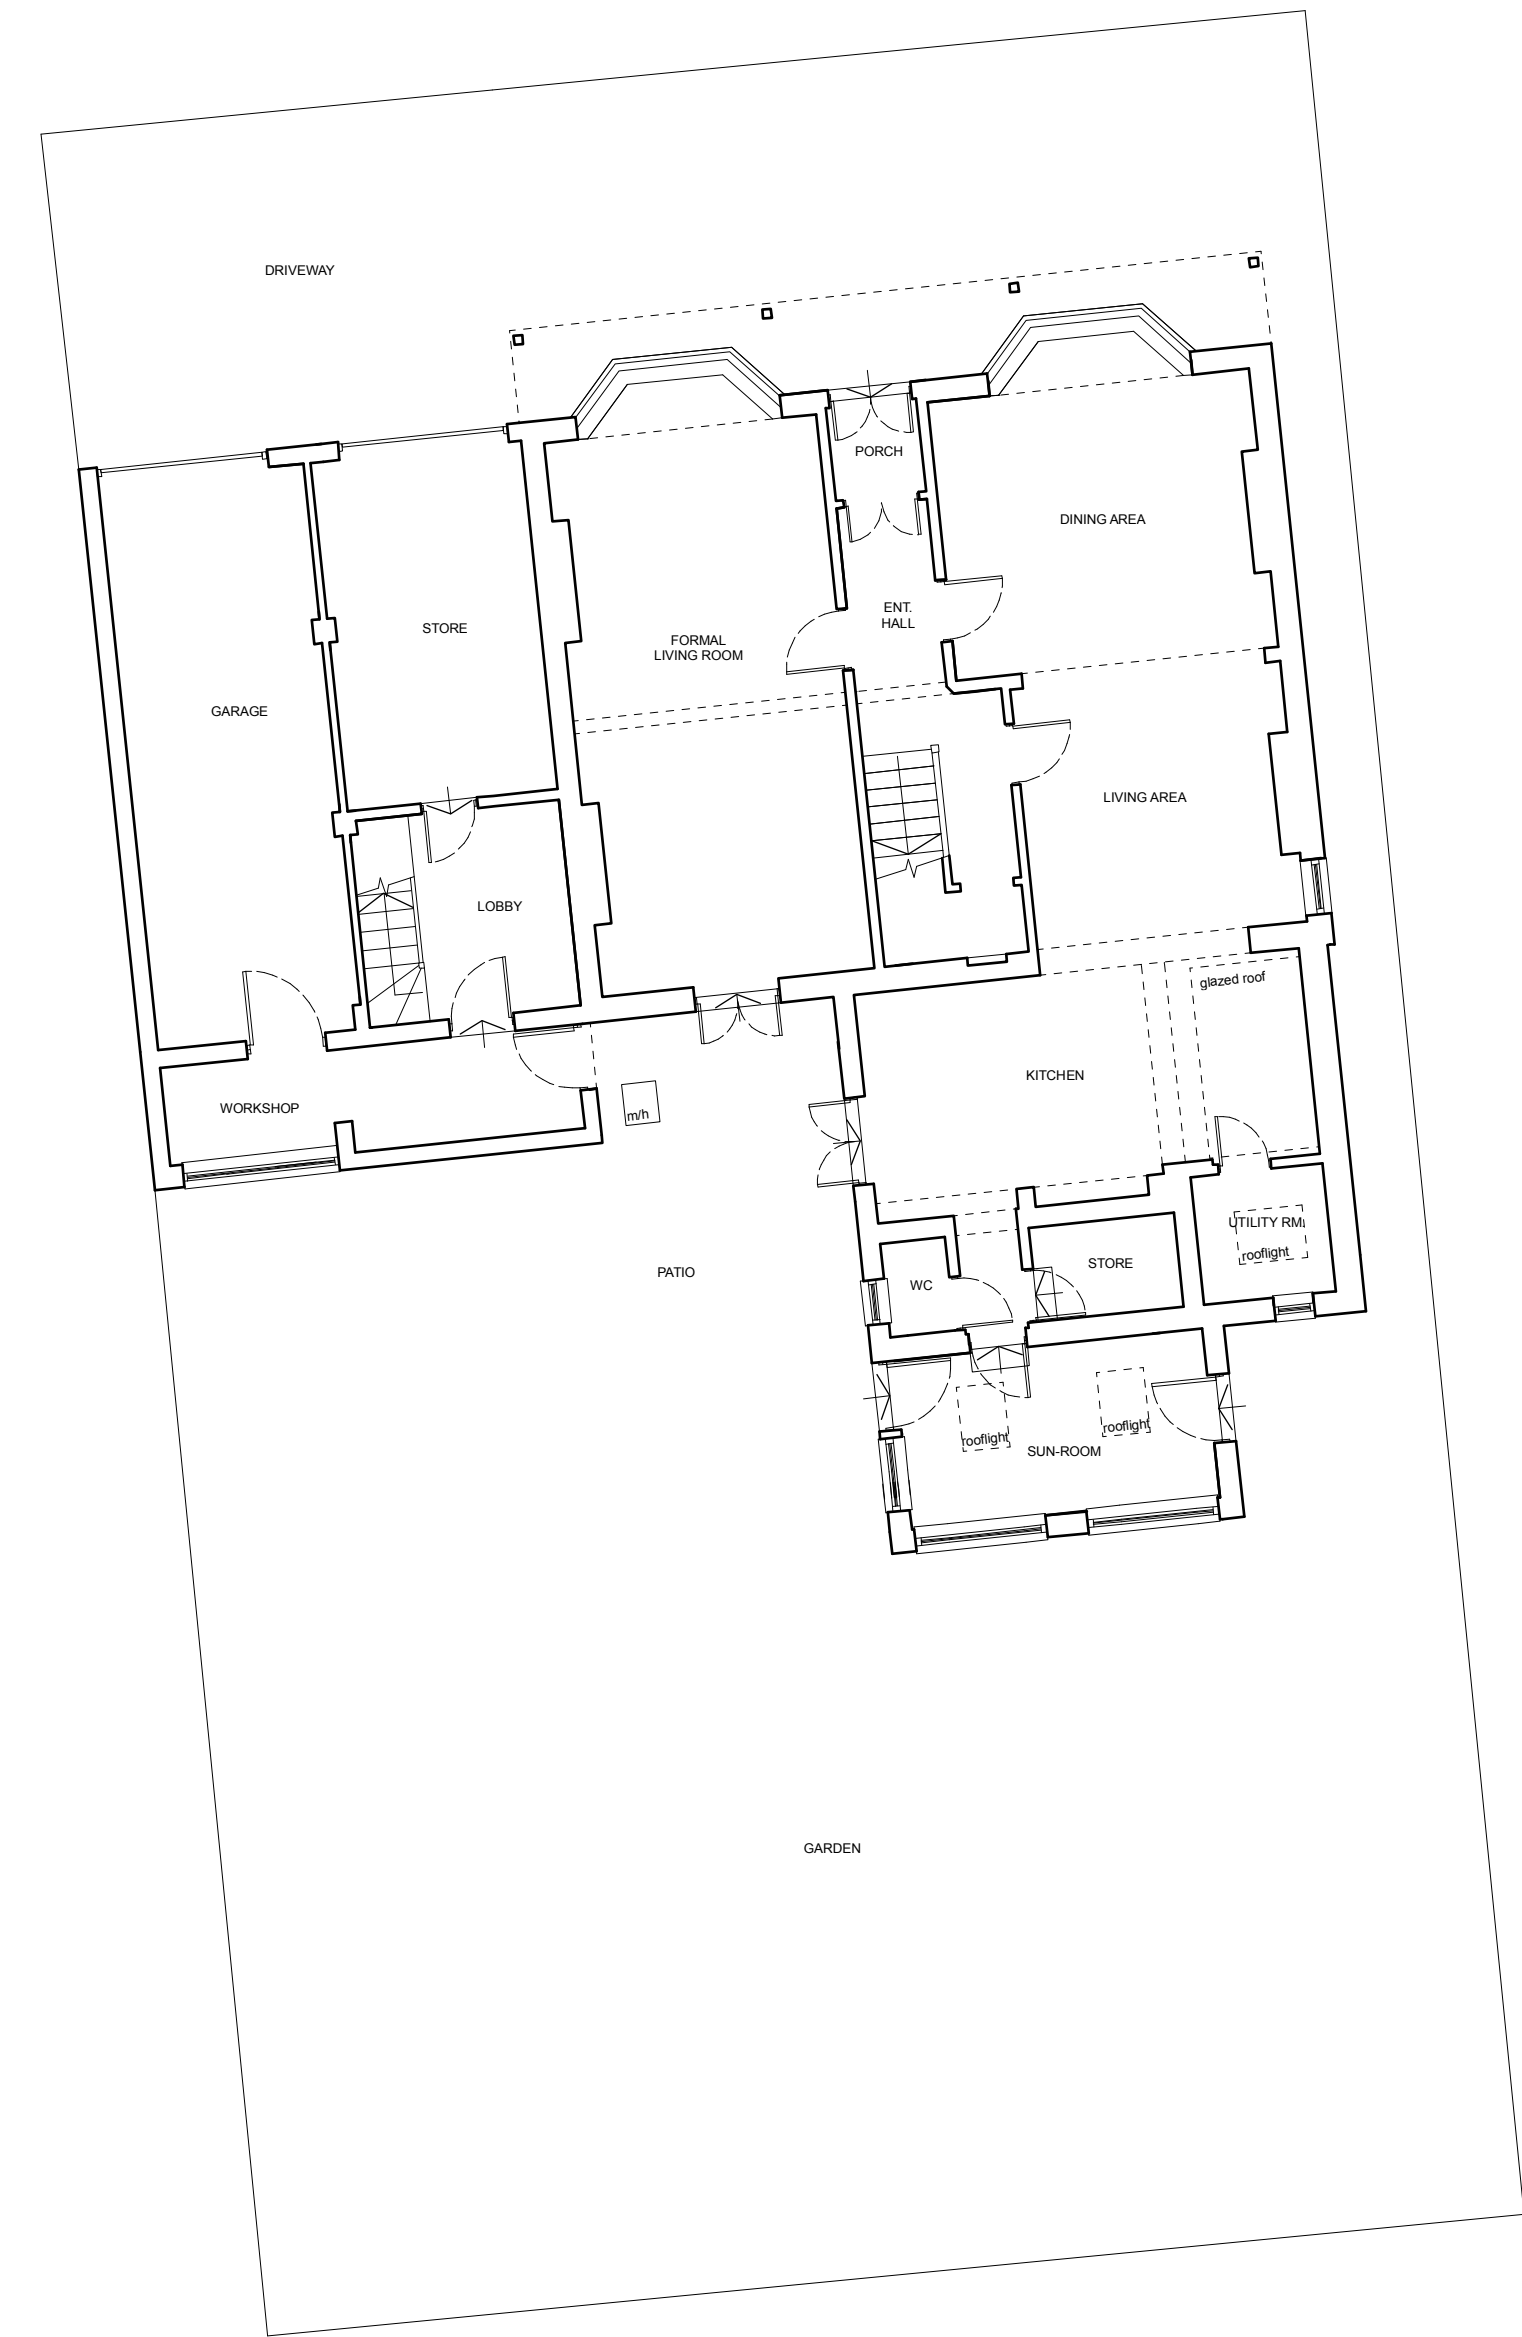 DRIVEWAY
PORCH
DINING AREA
ENT.
HALL
STORE
FORMAL
LIVING ROOM
GARAGE
LIVING AREA
LOBBY
glazed roof
KITCHEN
WORKSHOP
m/h
UTILITY RM.
rooflight
STORE
PATIO
WC
rooflight
rooflight
SUN-ROOM
GARDEN